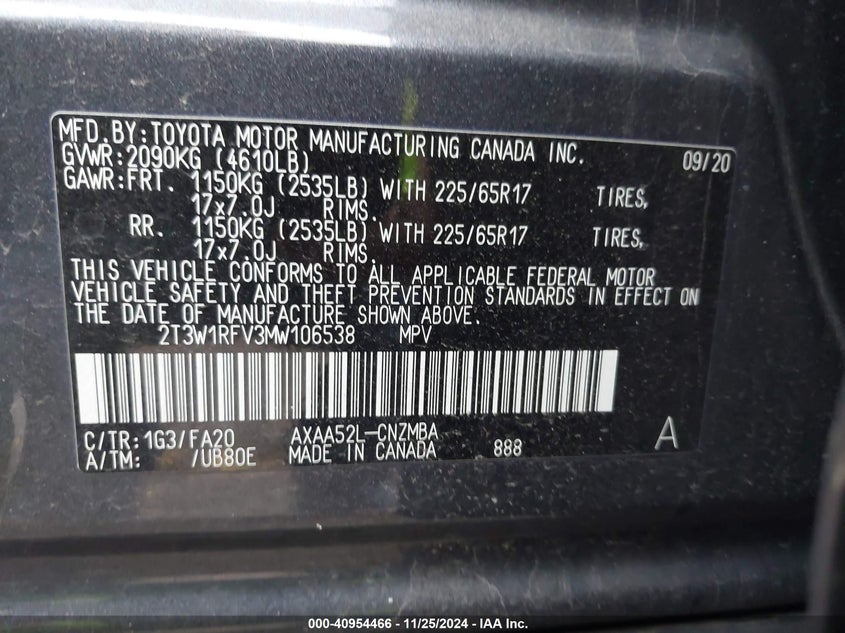 MFD.BY:TOYOTA MOTOR MANUFACTURING CANADA INC. 09/20
GVWR:2090KG (4610LB)
GAWR:FRT. 1150KG (2535LB) WITH 225/65R17 TIRES,
17x7.0J RIMS.
RR. 1150KG (2535LB) WITH 225/65R17 TIRES,
17x7.0J RIMS.
THIS VEHICLE CONFORMS TO ALL APPLICABLE FEDERAL MOTOR
VEHICLE SAFETY AND THEFT PREVENTION STANDARDS IN EFFECT ON
THE DATE OF MANUFACTURE SHOWN ABOVE.
2T3W1RFV3MW106538 MPV
C/TR:1G3/FA20 AXAA52L-CNZMBA A
A/TM: /UB80E MADE IN CANADA 888
000-40954466 - 11/25/2024 - IAA Inc.